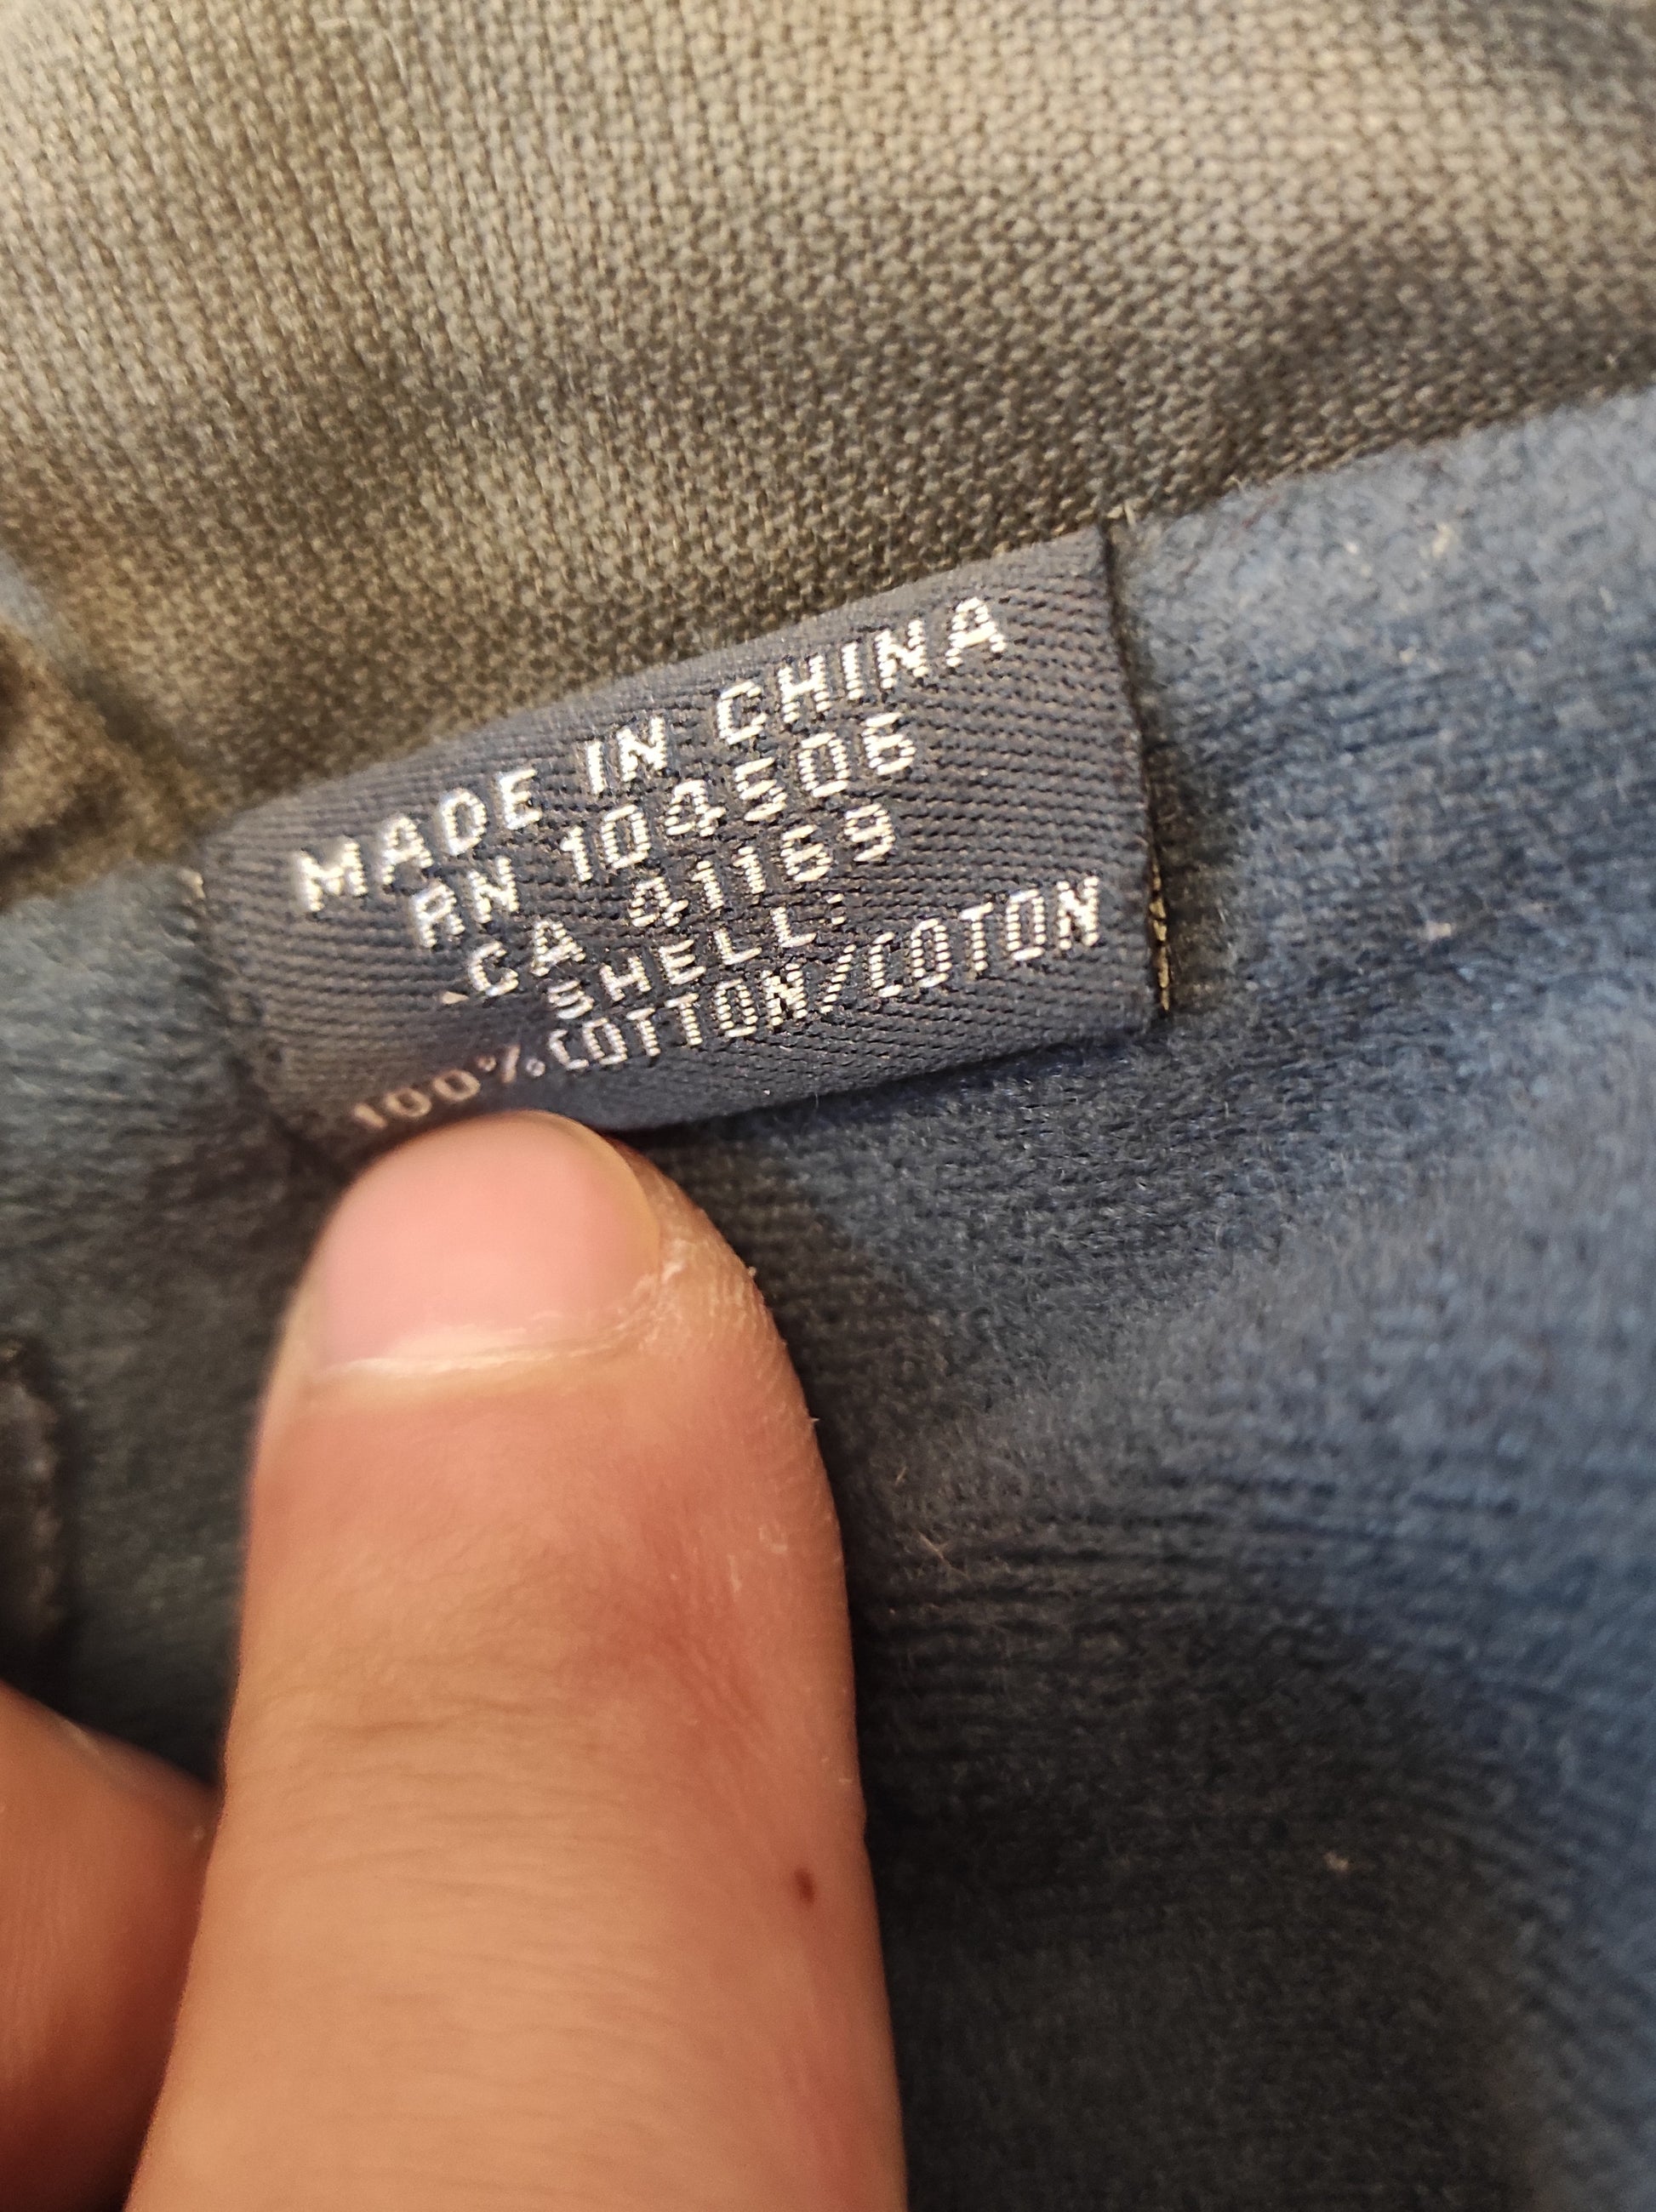 MADE IN CHINA
RN 104506
CA 41169
SHELL:
100% COTTON/COTON